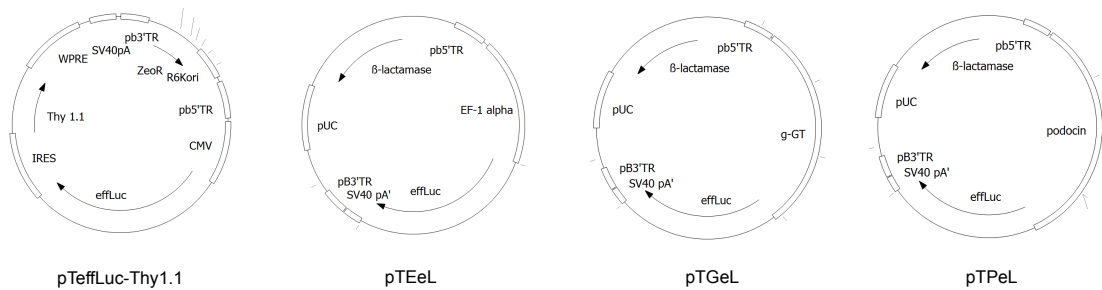 pb3'TR
SV40pA
WPRE
ZeoR
R6Kori
pb5'TR
Thy 1.1
CMV
IRES
effLuc
pTeffLuc-Thy1.1
pb5'TR
ß-lactamase
EF-1 alpha
pUC
pB3'TR
SV40 pA'
effLuc
pTEeL
pb5'TR
ß-lactamase
pUC
g-GT
pB3'TR
SV40 pA'
effLuc
pTGeL
pb5'TR
ß-lactamase
pUC
podocin
pB3'TR
SV40 pA'
effLuc
pTPeL